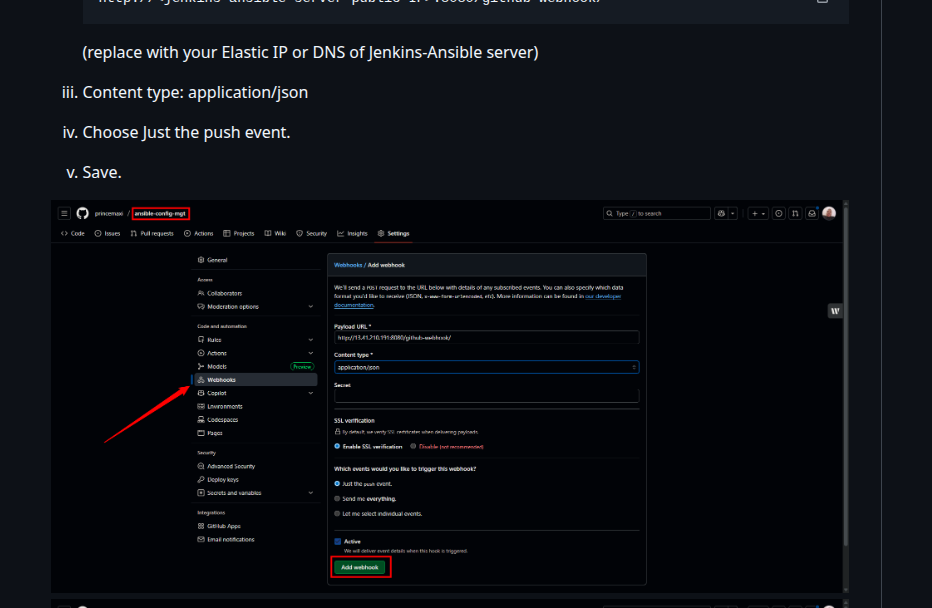 http://<jenkins-ansible-server-public-IP>:8080/github-webhook/
(replace with your Elastic IP or DNS of Jenkins-Ansible server)
iii. Content type: application/json
iv. Choose Just the push event.
v. Save.
princemaxi / ansible-config-mgt
Type / to search
Code Issues Pull requests Actions Projects Wiki Security Insights Settings
General
Access
Collaborators
Moderation options
Code and automation
Rules
Actions
Models Preview
Webhooks
Copilot
Environments
Codespaces
Pages
Security
Advanced Security
Deploy keys
Secrets and variables
Integrations
GitHub Apps
Email notifications
Webhooks / Add webhook
We'll send a POST request to the URL below with details of any subscribed events. You can also specify which data
format you'd like to receive (JSON, x-www-form-urlencoded, etc). More information can be found in our developer
documentation.
Payload URL *
http://13.41.210.191:8080/github-webhook/
Content type *
application/json
Secret
SSL verification
By default, we verify SSL certificates when delivering payloads.
Enable SSL verification Disable (not recommended)
Which events would you like to trigger this webhook?
Just the push event.
Send me everything.
Let me select individual events.
Active
We will deliver event details when this hook is triggered.
Add webhook
W